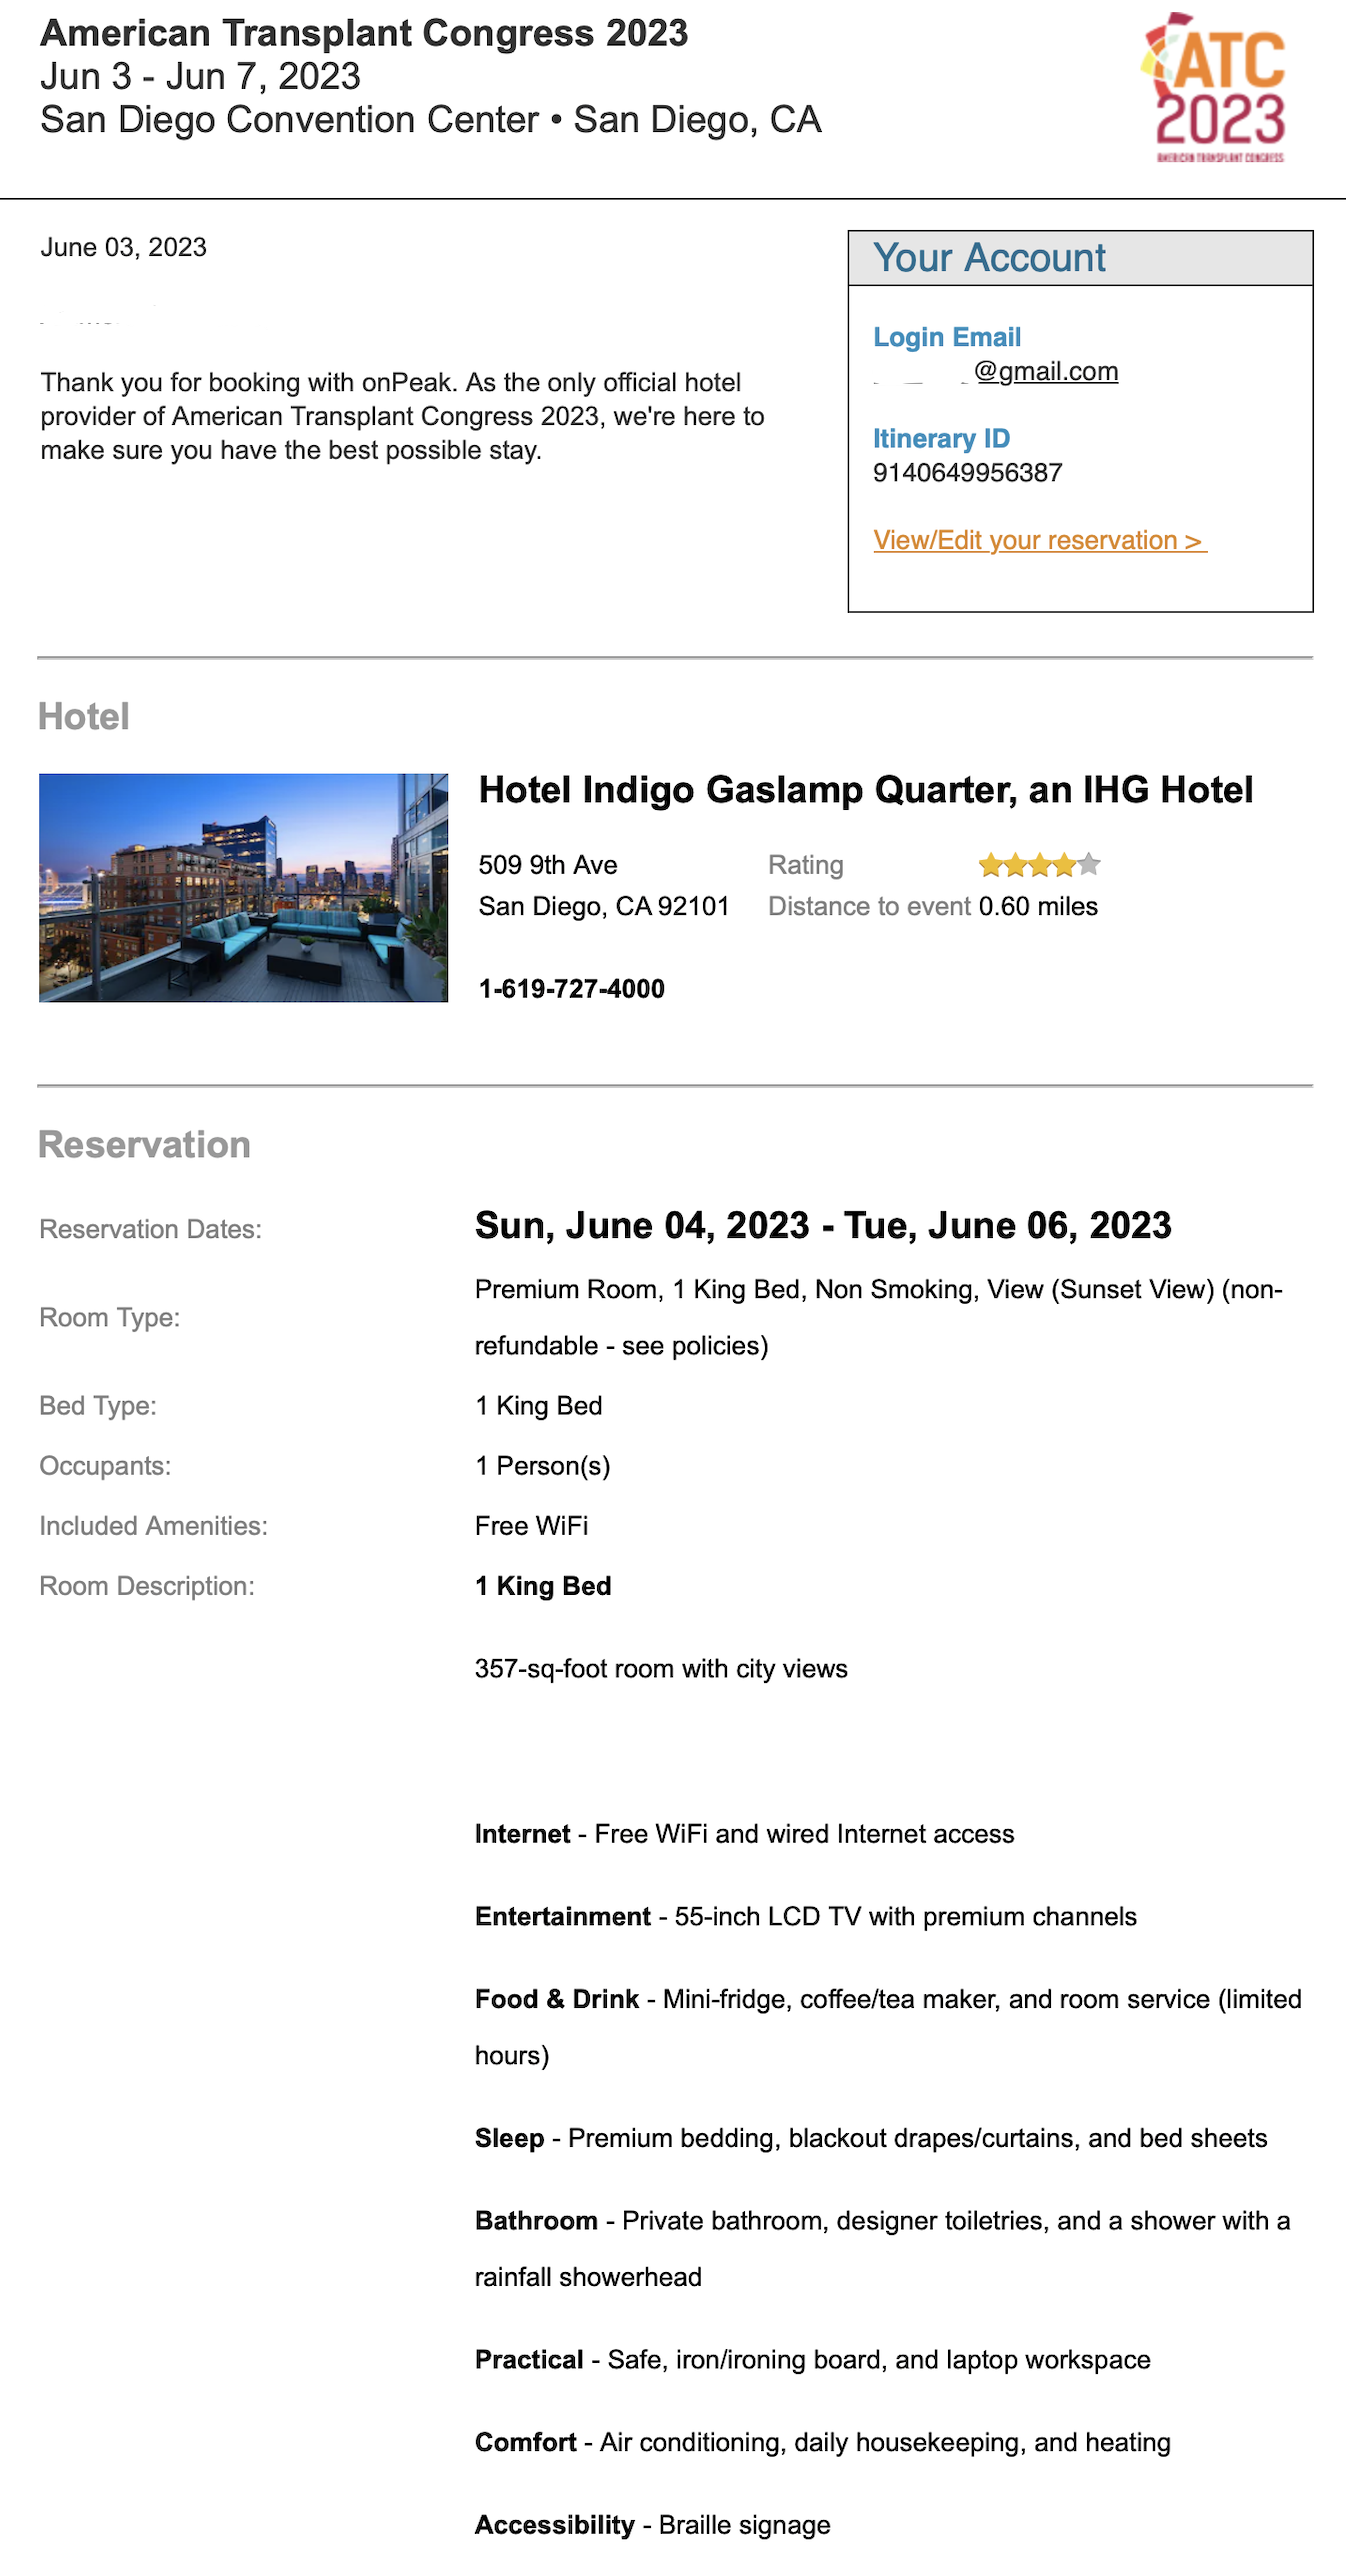 American Transplant Congress 2023
Jun 3 - Jun 7, 2023
San Diego Convention Center • San Diego, CA
ATC
2023
AMERICAN TRANSPLANT CONGRESS
June 03, 2023
Thank you for booking with onPeak. As the only official hotel
provider of American Transplant Congress 2023, we're here to
make sure you have the best possible stay.
Your Account
Login Email
@gmail.com
Itinerary ID
9140649956387
View/Edit your reservation >
Hotel
Hotel Indigo Gaslamp Quarter, an IHG Hotel
509 9th Ave
San Diego, CA 92101
Rating
Distance to event 0.60 miles
1-619-727-4000
Reservation
Reservation Dates: Sun, June 04, 2023 - Tue, June 06, 2023
Room Type: Premium Room, 1 King Bed, Non Smoking, View (Sunset View) (non-
refundable - see policies)
Bed Type: 1 King Bed
Occupants: 1 Person(s)
Included Amenities: Free WiFi
Room Description: 1 King Bed
357-sq-foot room with city views
Internet - Free WiFi and wired Internet access
Entertainment - 55-inch LCD TV with premium channels
Food & Drink - Mini-fridge, coffee/tea maker, and room service (limited
hours)
Sleep - Premium bedding, blackout drapes/curtains, and bed sheets
Bathroom - Private bathroom, designer toiletries, and a shower with a
rainfall showerhead
Practical - Safe, iron/ironing board, and laptop workspace
Comfort - Air conditioning, daily housekeeping, and heating
Accessibility - Braille signage